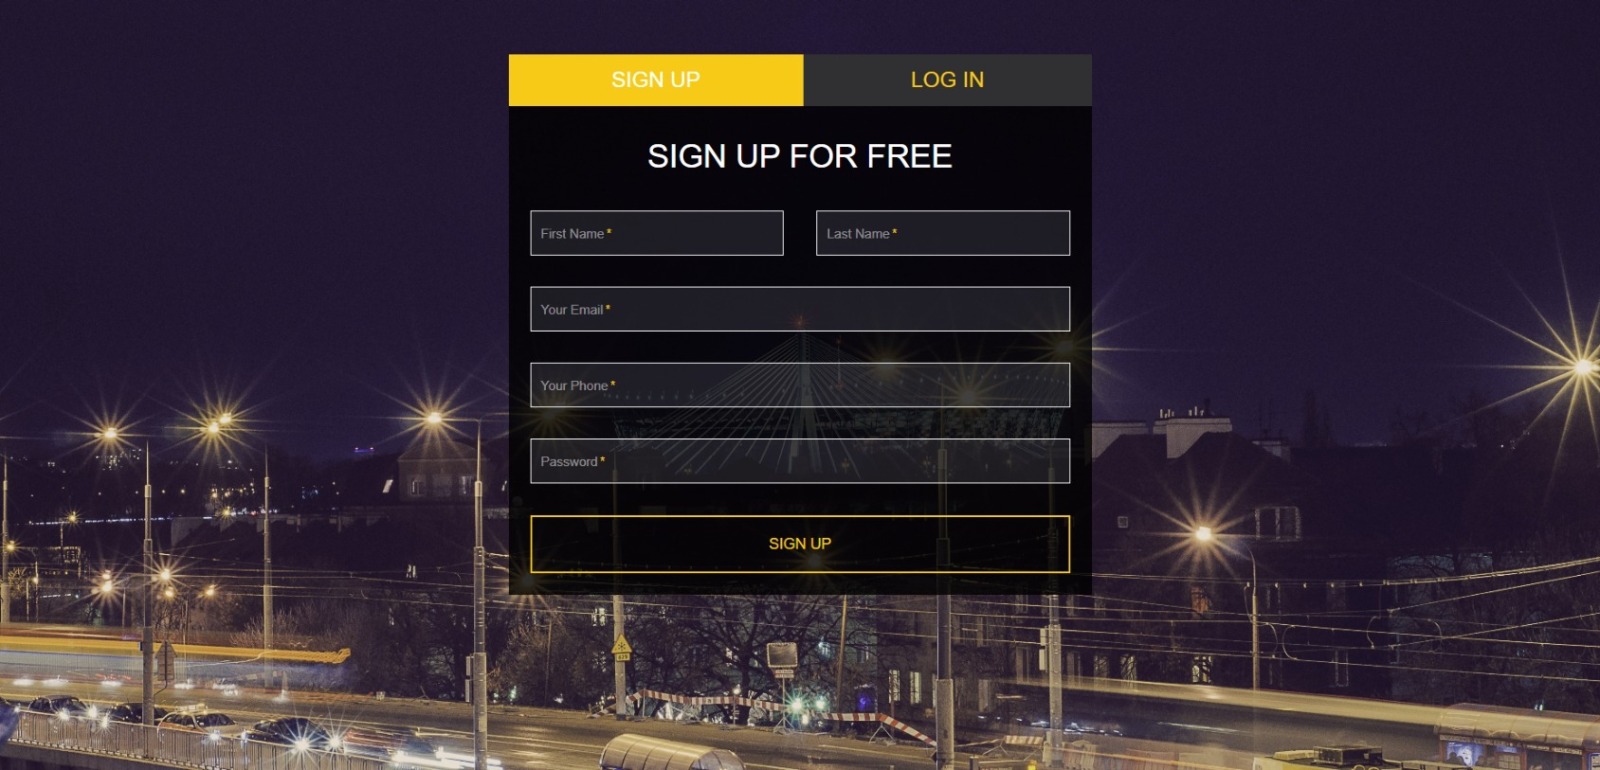 SIGN UP
LOG IN
SIGN UP FOR FREE
First Name*
Last Name*
Your Email*
Your Phone*
Password*
SIGN UP